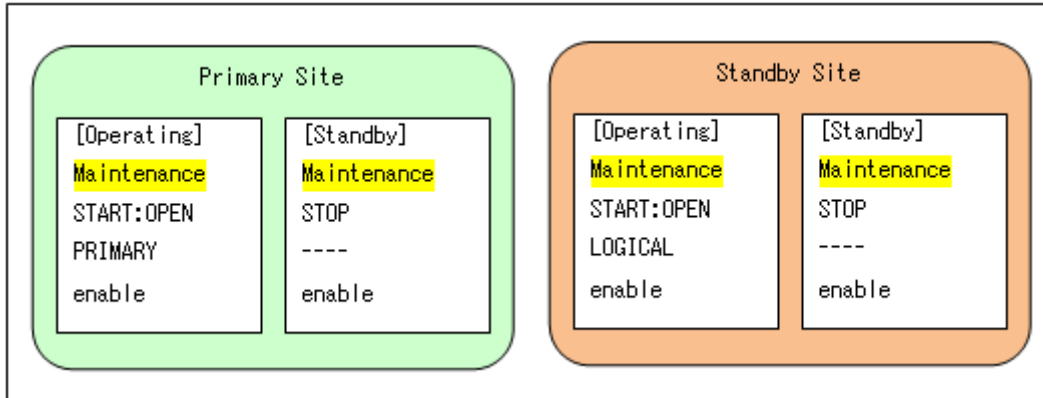 Primary Site
[Operating]
Maintenance
START:OPEN
PRIMARY
enable
[Standby]
Maintenance
STOP
----
enable
Standby Site
[Operating]
Maintenance
START:OPEN
LOGICAL
enable
[Standby]
Maintenance
STOP
----
enable